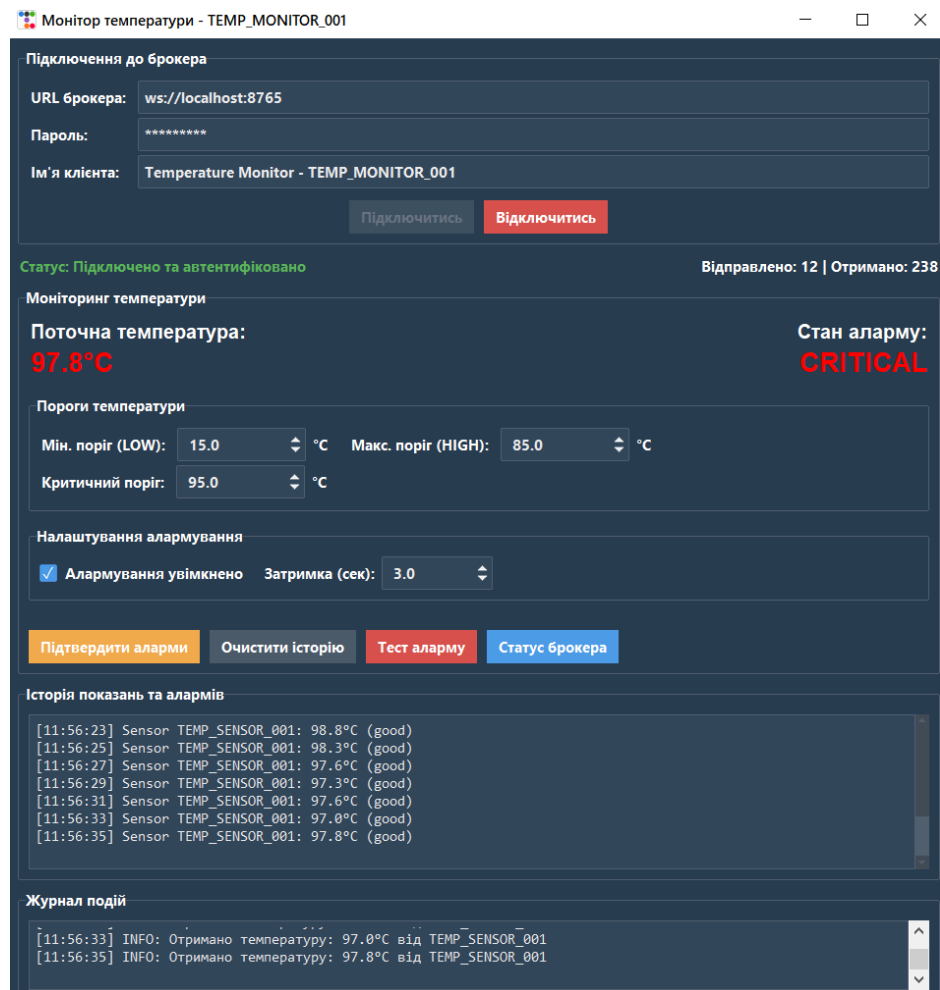 Монітор температури - TEMP_MONITOR_001
Підключення до брокера
URL брокера: ws://localhost:8765
Пароль: *********
Ім'я клієнта: Temperature Monitor - TEMP_MONITOR_001
Підключитись Відключитись
Статус: Підключено та автентифіковано Відправлено: 12 | Отримано: 238
Моніторинг температури
Поточна температура: Стан аларму:
97.8°C CRITICAL
Пороги температури
Мін. поріг (LOW): 15.0 °C Макс. поріг (HIGH): 85.0 °C
Критичний поріг: 95.0 °C
Налаштування алармування
Алармування увімкнено Затримка (сек): 3.0
Підтвердити аларми Очистити історію Тест аларму Статус брокера
Історія показань та алармів
[11:56:23] Sensor TEMP_SENSOR_001: 98.8°C (good)
[11:56:25] Sensor TEMP_SENSOR_001: 98.3°C (good)
[11:56:27] Sensor TEMP_SENSOR_001: 97.6°C (good)
[11:56:29] Sensor TEMP_SENSOR_001: 97.3°C (good)
[11:56:31] Sensor TEMP_SENSOR_001: 97.6°C (good)
[11:56:33] Sensor TEMP_SENSOR_001: 97.0°C (good)
[11:56:35] Sensor TEMP_SENSOR_001: 97.8°C (good)
Журнал подій
[11:56:33] INFO: Отримано температуру: 97.0°C від TEMP_SENSOR_001
[11:56:35] INFO: Отримано температуру: 97.8°C від TEMP_SENSOR_001